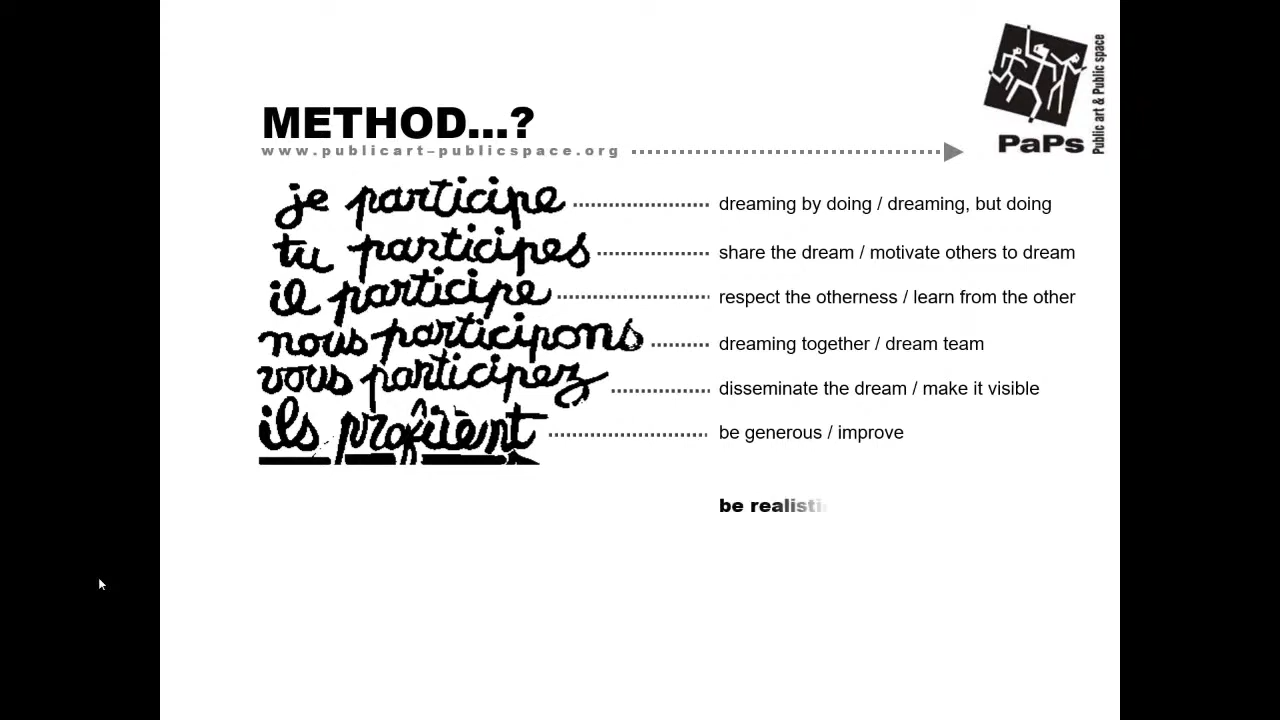 PaPs
Public art & Public space
METHOD...?
www.publicart-publicspace.org
je participe
dreaming by doing / dreaming, but doing
tu participes
share the dream / motivate others to dream
il participe
respect the otherness / learn from the other
nous participons
dreaming together / dream team
vous participez
disseminate the dream / make it visible
ils profitent
be generous / improve
be realisti